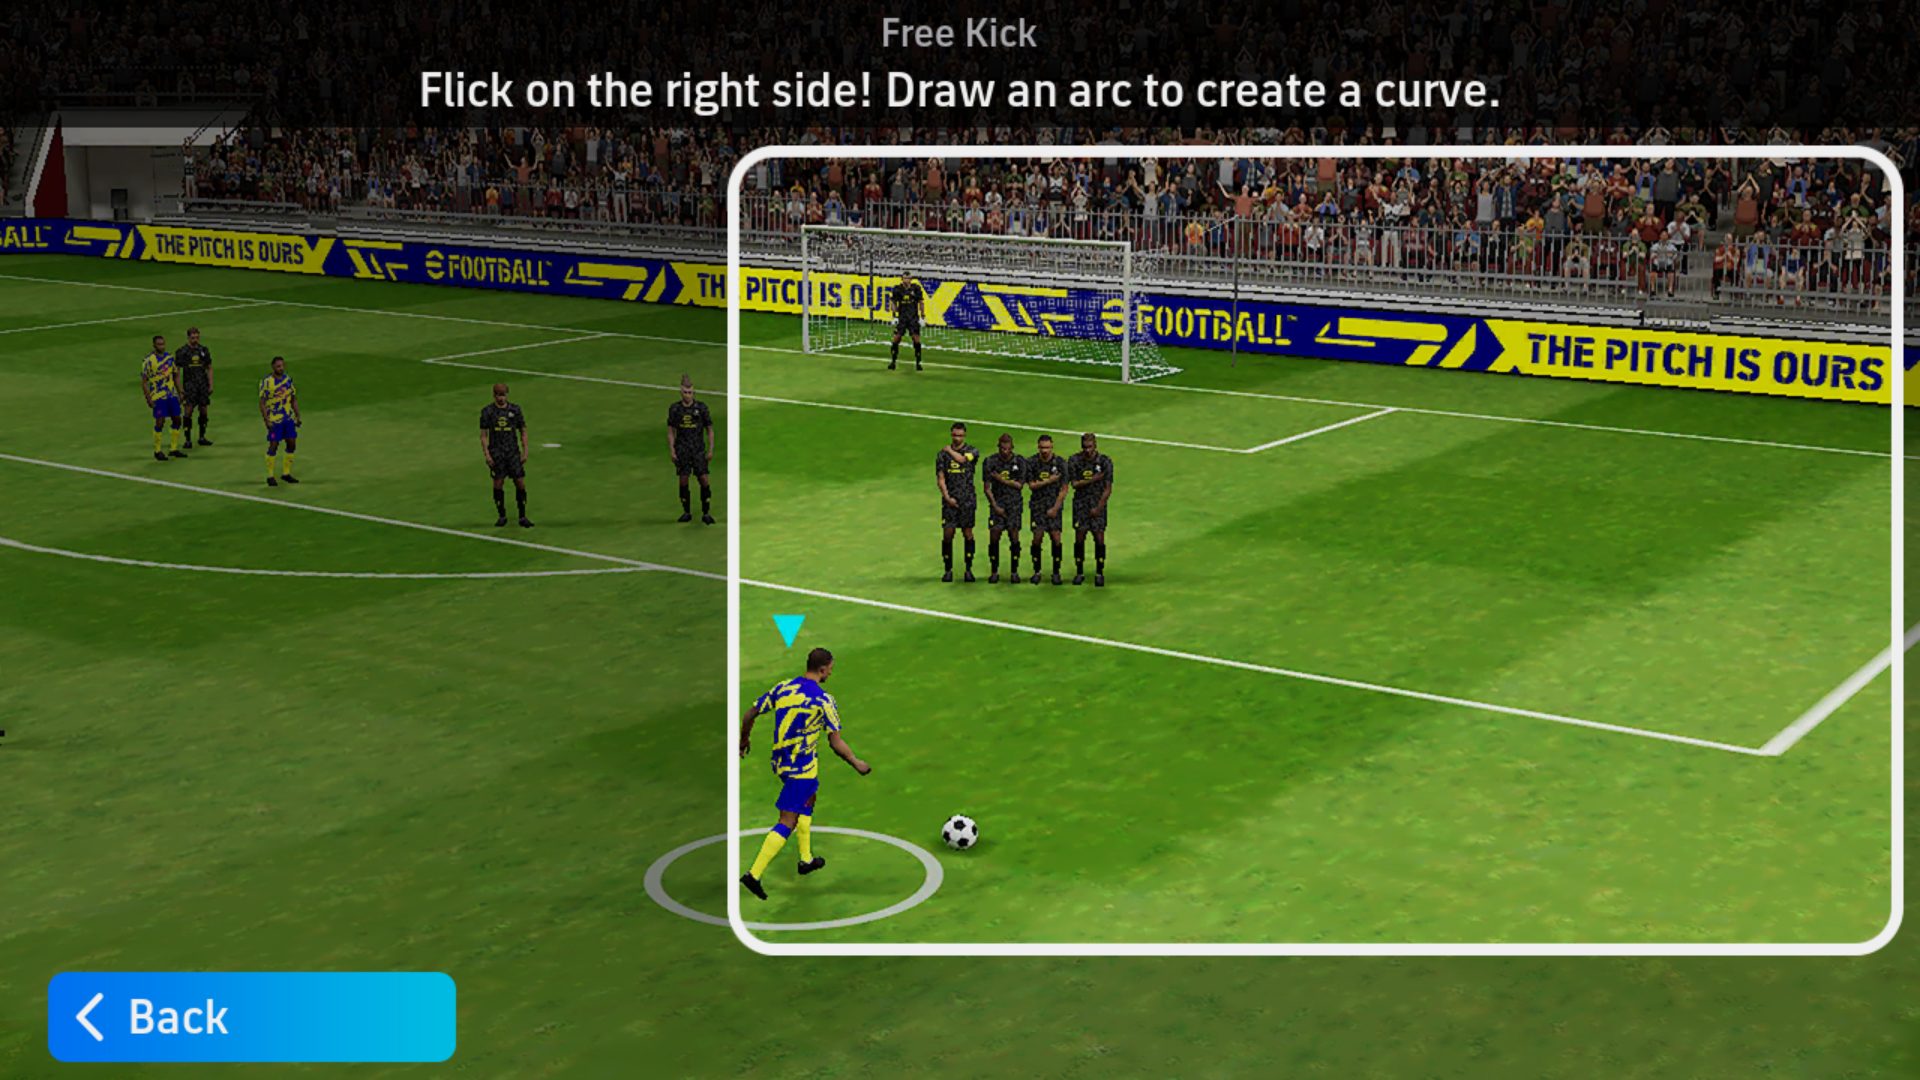 Free Kick
Flick on the right side! Draw an arc to create a curve.
BALL THE PITCH IS OURS FOOTBALL THE PITCH IS OURS FOOTBALL THE PITCH IS OURS
Back